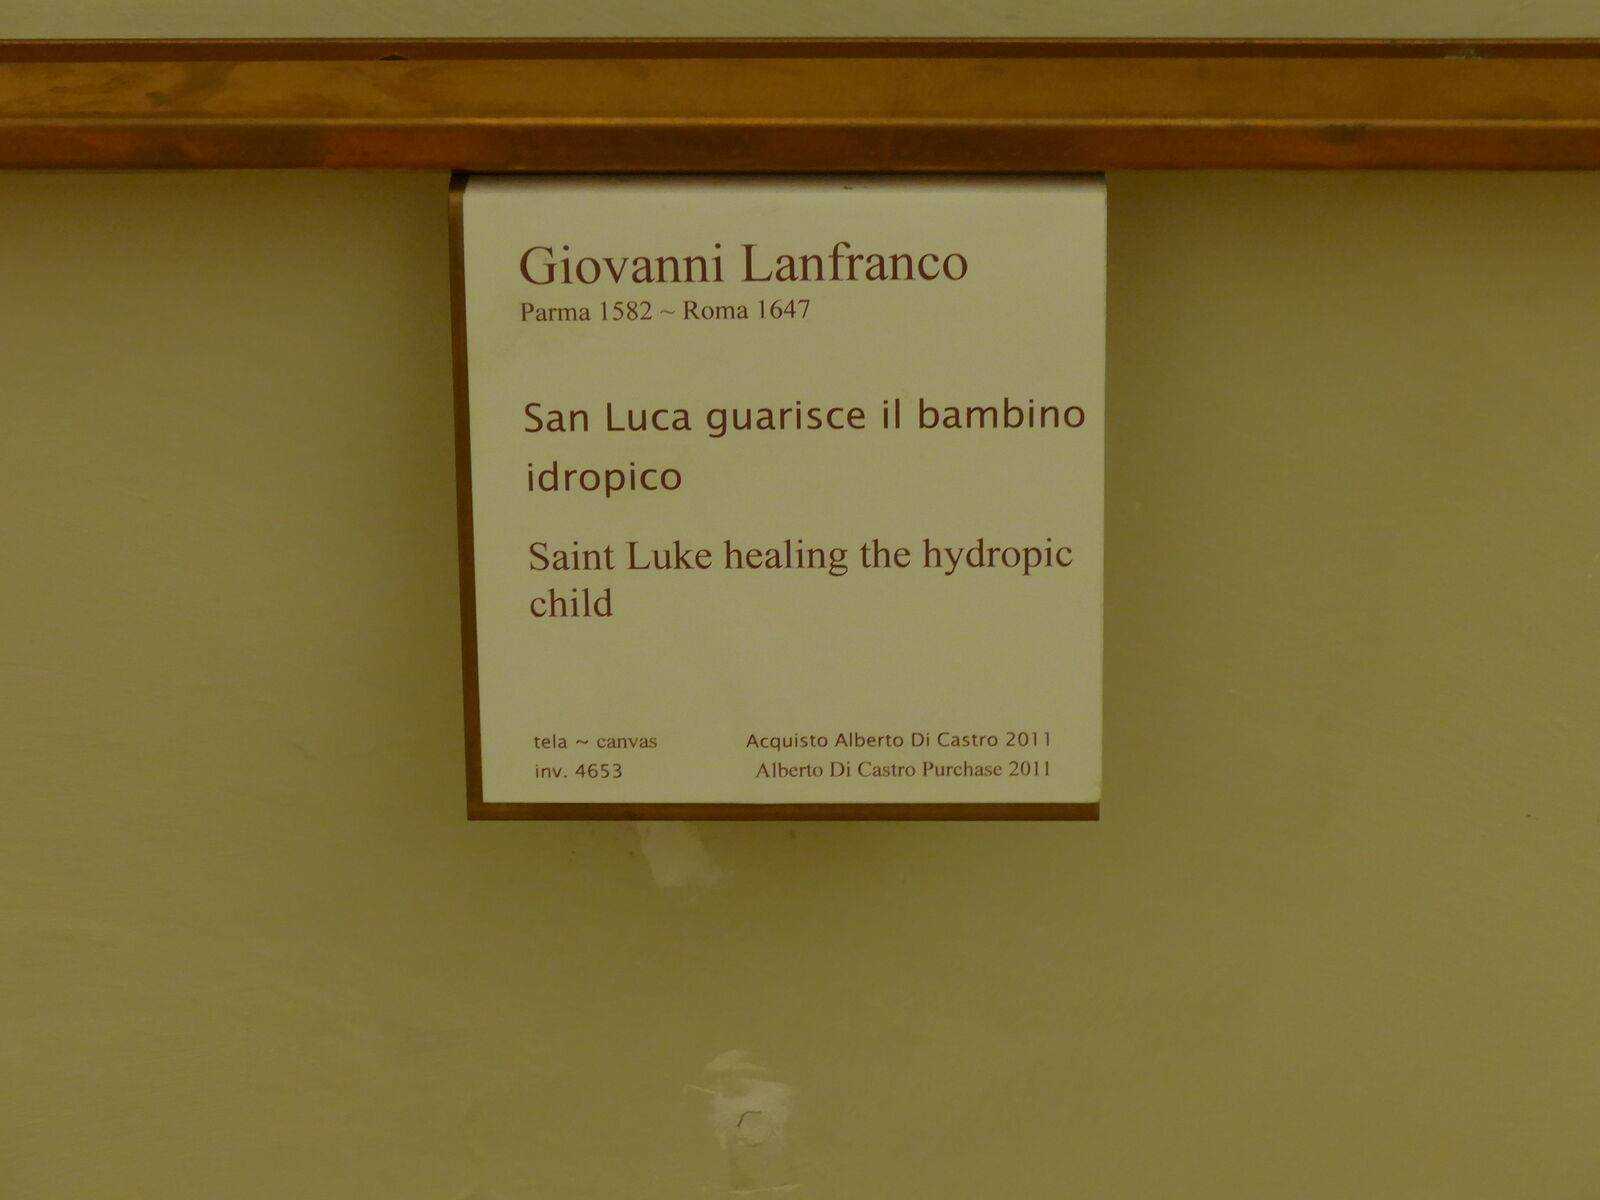 Giovanni Lanfranco
Parma 1582 ~ Roma 1647
San Luca guarisce il bambino
idropico
Saint Luke healing the hydropic
child
tela ~ canvas
inv. 4653
Acquisto Alberto Di Castro 2011
Alberto Di Castro Purchase 2011